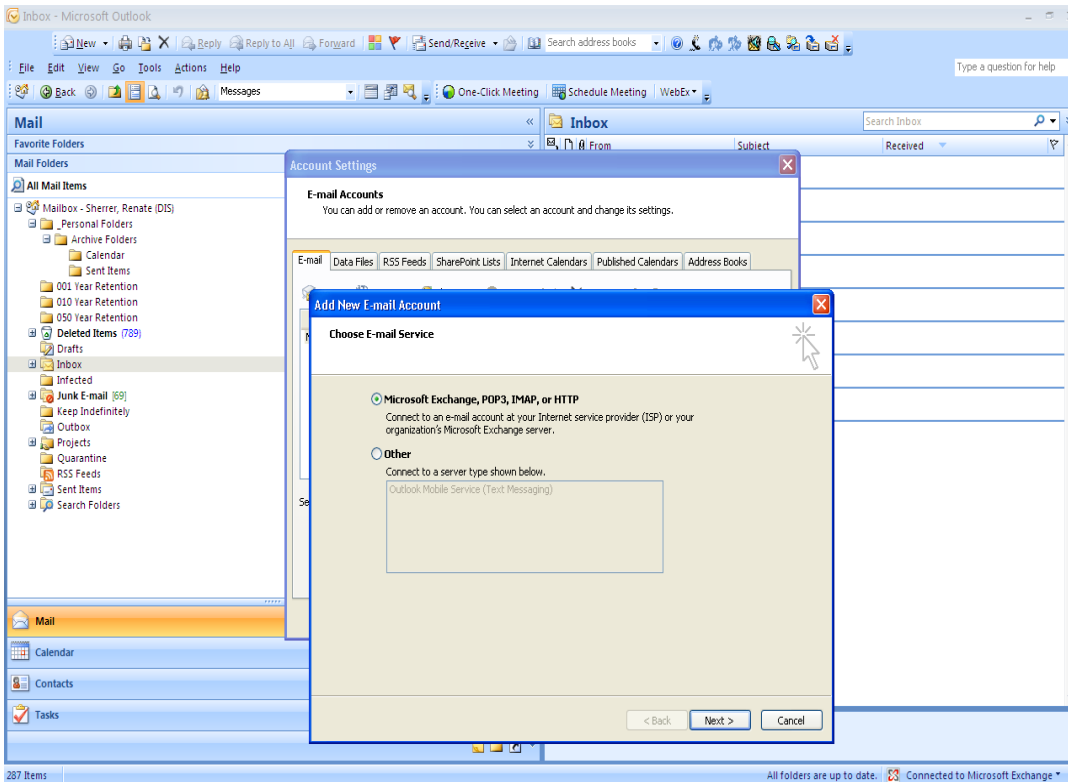 Inbox - Microsoft Outlook
New Reply Reply to All Forward Send/Receive Search address books
File Edit View Go Tools Actions Help
Type a question for help
Back Messages One-Click Meeting Schedule Meeting WebEx
Mail «
Inbox
Search Inbox
Favorite Folders
From Subject Received
Mail Folders
All Mail Items
Mailbox - Sherrer, Renate (DIS)
_Personal Folders
Archive Folders
Calendar
Sent Items
001 Year Retention
010 Year Retention
050 Year Retention
Deleted Items (789)
Drafts
Inbox
Infected
Junk E-mail [69]
Keep Indefinitely
Outbox
Projects
Quarantine
RSS Feeds
Sent Items
Search Folders
Mail
Calendar
Contacts
Tasks
Account Settings
E-mail Accounts
You can add or remove an account. You can select an account and change its settings.
E-mail Data Files RSS Feeds SharePoint Lists Internet Calendars Published Calendars Address Books
Se
Add New E-mail Account
Choose E-mail Service
Microsoft Exchange, POP3, IMAP, or HTTP
Connect to an e-mail account at your Internet service provider (ISP) or your
organization's Microsoft Exchange server.
Other
Connect to a server type shown below.
Outlook Mobile Service (Text Messaging)
< Back Next > Cancel
287 Items
All folders are up to date. Connected to Microsoft Exchange